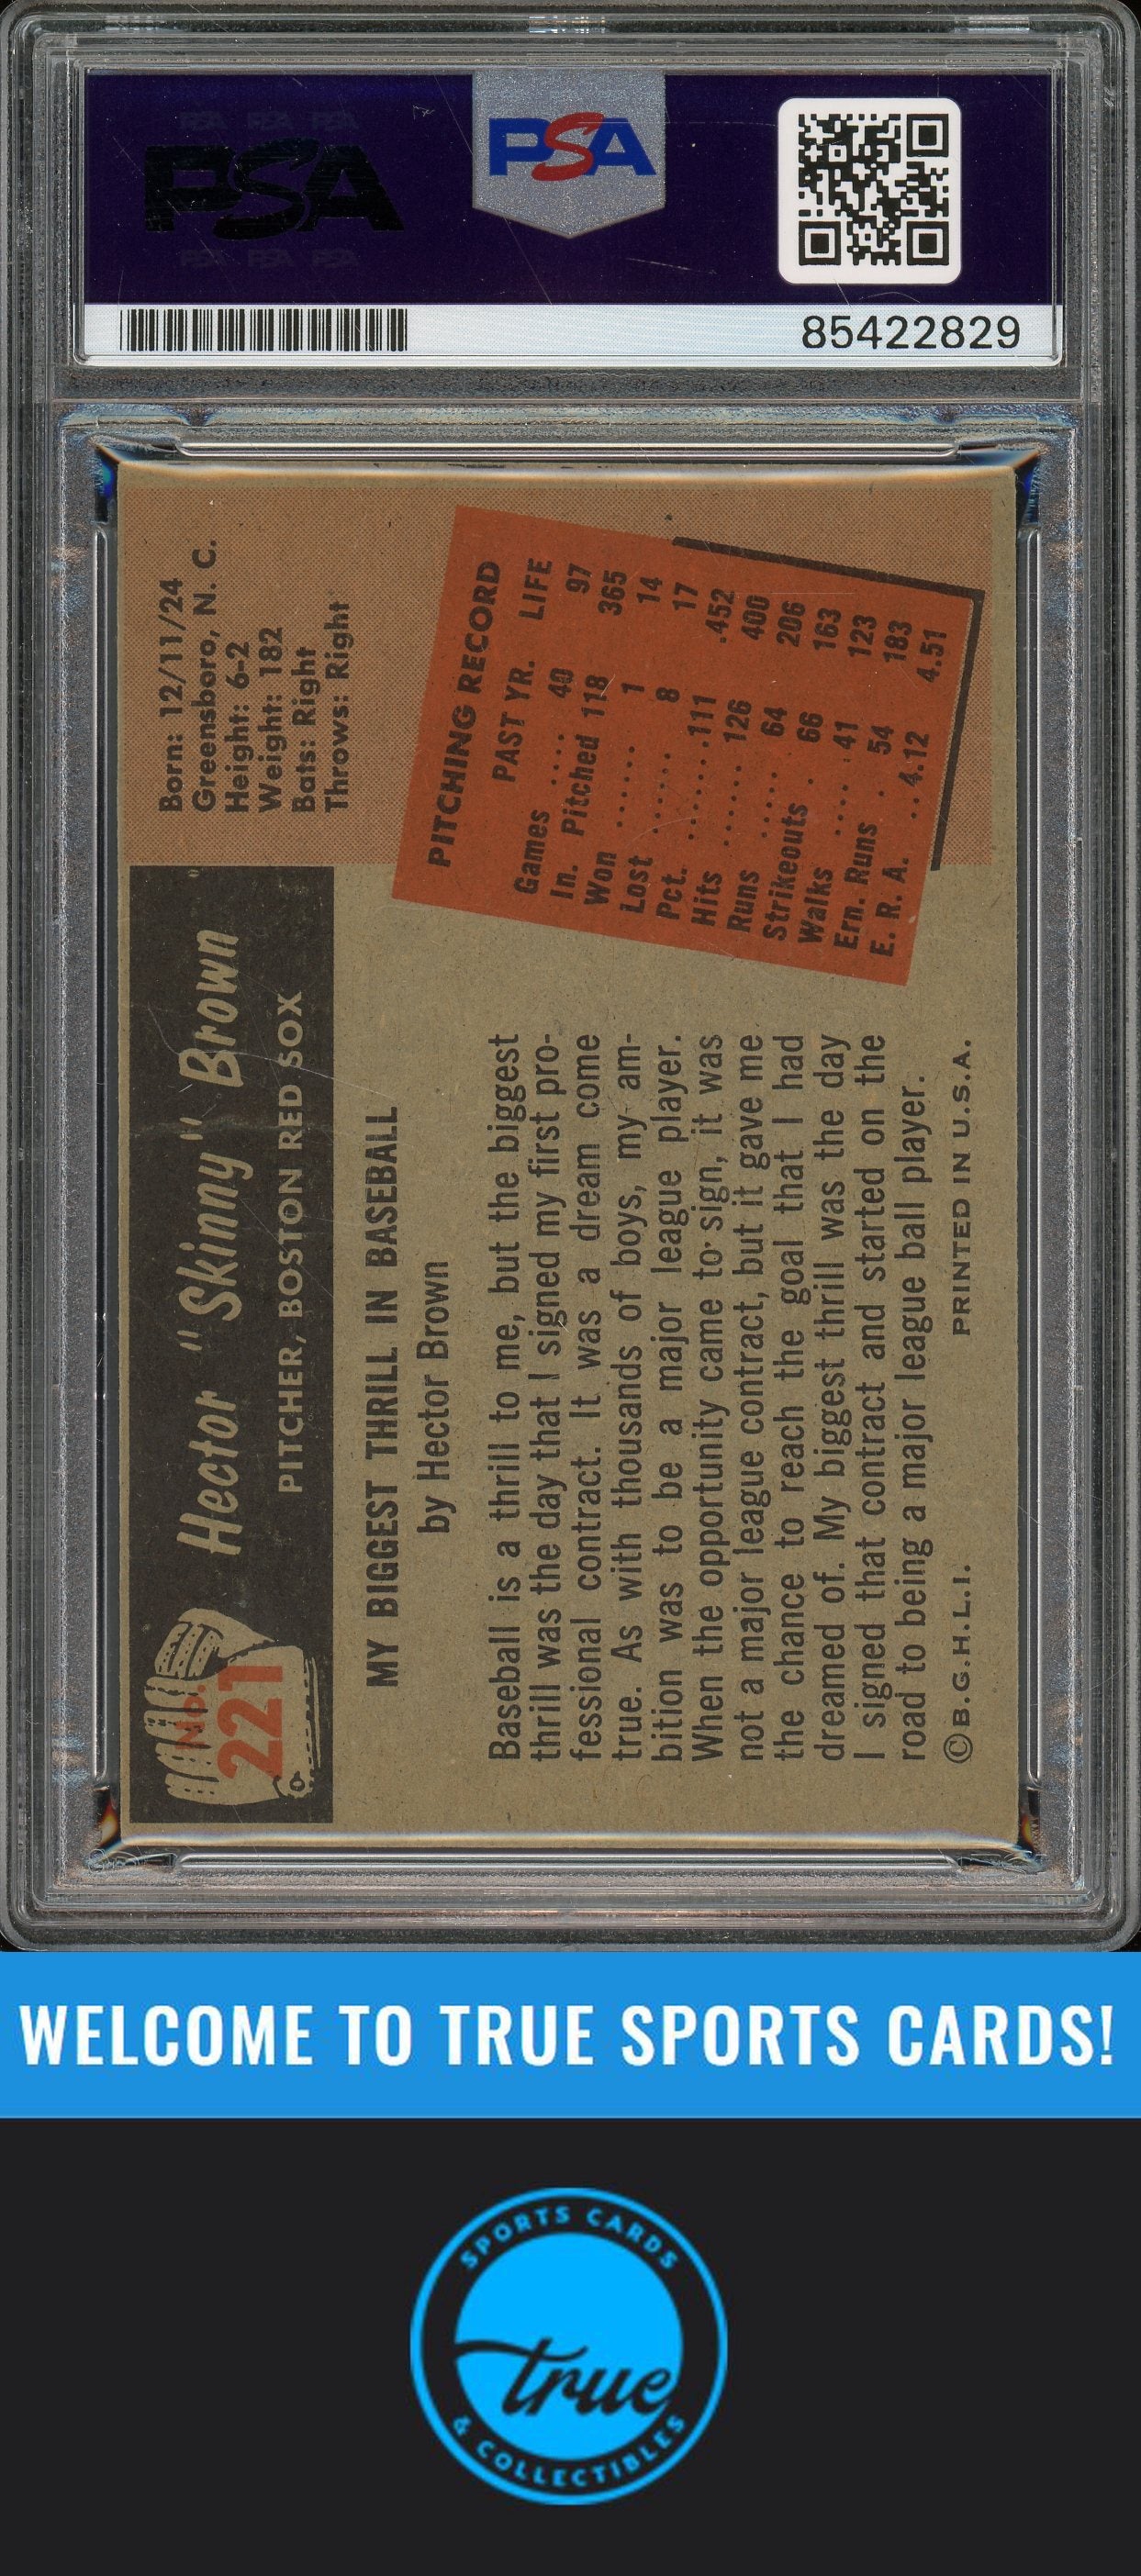 PSA
PSA
85422829
NO. 221
Hector "Skinny" Brown
PITCHER, BOSTON RED SOX
Born: 12/11/24
Greensboro, N. C.
Height: 6-2
Weight: 182
Bats: Right
Throws: Right
MY BIGGEST THRILL IN BASEBALL
by Hector Brown
Baseball is a thrill to me, but the biggest
thrill was the day that I signed my first pro-
fessional contract. It was a dream come
true. As with thousands of boys, my am-
bition was to be a major league player.
When the opportunity came to sign, it was
not a major league contract, but it gave me
the chance to reach the goal that I had
dreamed of. My biggest thrill was the day
I signed that contract and started on the
road to being a major league ball player.
©B.G.H.L.I. PRINTED IN U.S.A.
PITCHING RECORD
PAST YR. LIFE
Games .... 40 97
In. Pitched 118 365
Won ...... 1 14
Lost ...... 8 17
Pct. .......111 .452
Hits ...... 126 400
Runs ..... 64 206
Strikeouts . 66 163
Walks .... 41 123
Ern. Runs . 54 183
E. R. A. .. 4.12 4.51
WELCOME TO TRUE SPORTS CARDS!
SPORTS CARDS
true
& COLLECTIBLES